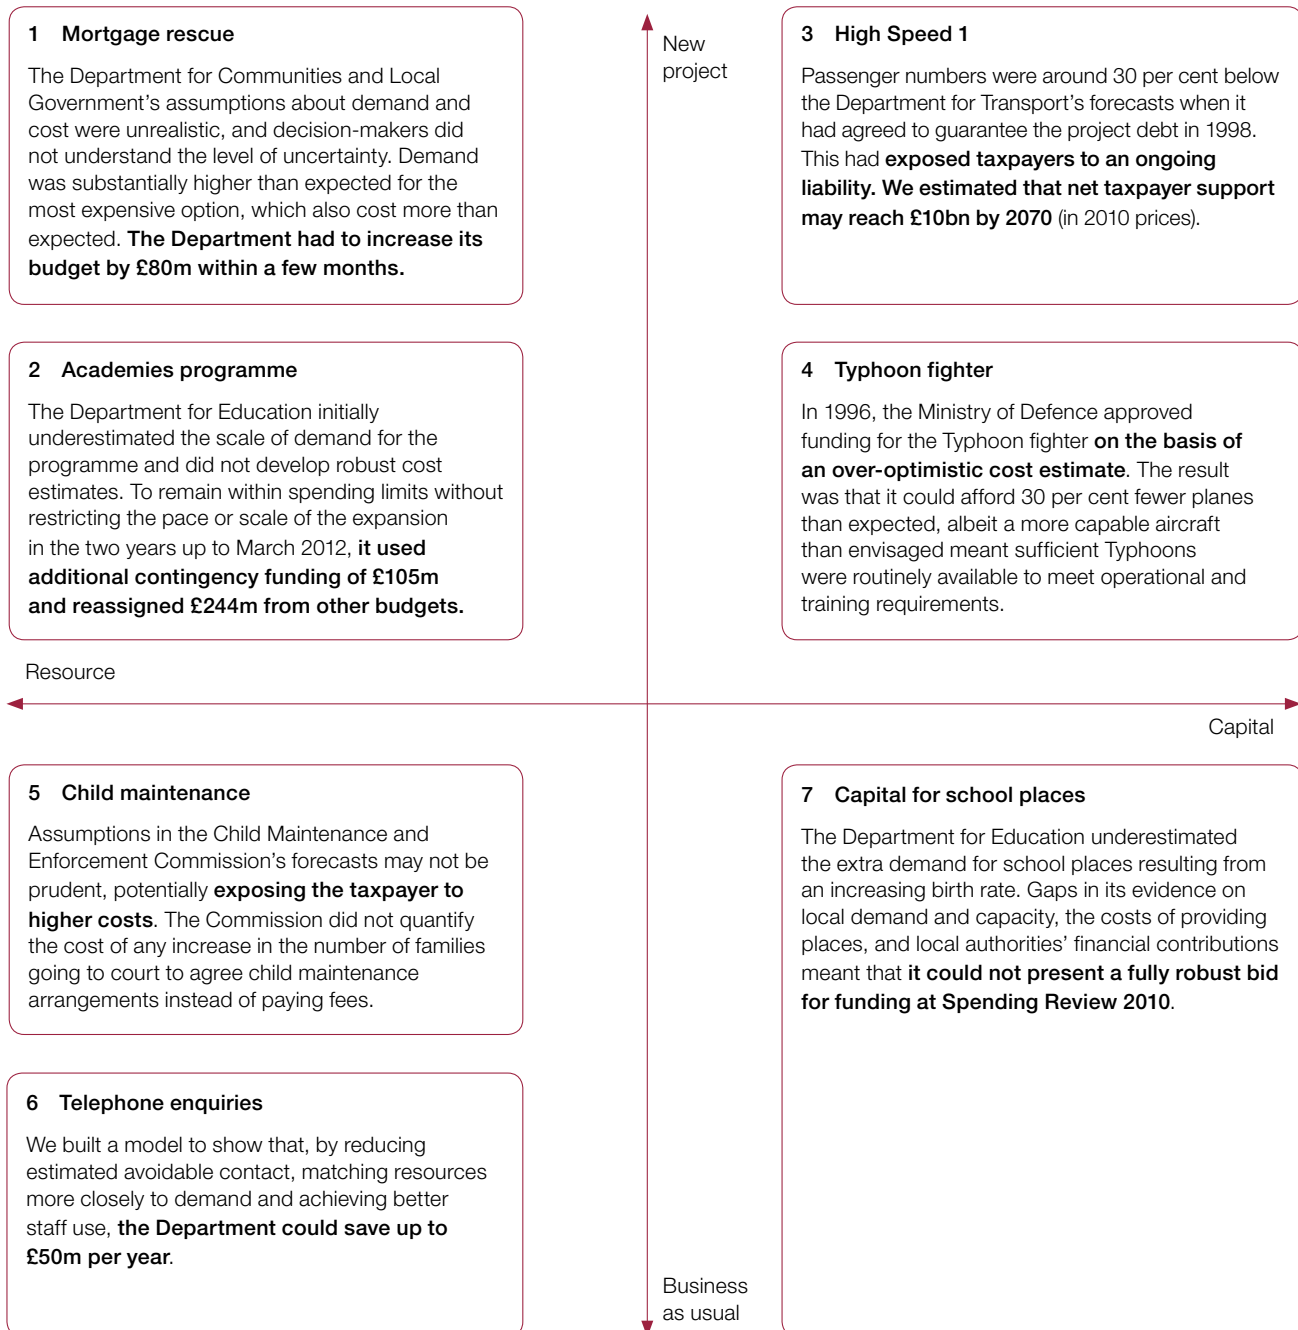 1 Mortgage rescue
The Department for Communities and Local
Government’s assumptions about demand and
cost were unrealistic, and decision-makers did
not understand the level of uncertainty. Demand
was substantially higher than expected for the
most expensive option, which also cost more than
expected. The Department had to increase its
budget by £80m within a few months.
New
project
3 High Speed 1
Passenger numbers were around 30 per cent below
the Department for Transport’s forecasts when it
had agreed to guarantee the project debt in 1998.
This had exposed taxpayers to an ongoing
liability. We estimated that net taxpayer support
may reach £10bn by 2070 (in 2010 prices).
2 Academies programme
The Department for Education initially
underestimated the scale of demand for the
programme and did not develop robust cost
estimates. To remain within spending limits without
restricting the pace or scale of the expansion
in the two years up to March 2012, it used
additional contingency funding of £105m
and reassigned £244m from other budgets.
4 Typhoon fighter
In 1996, the Ministry of Defence approved
funding for the Typhoon fighter on the basis of
an over-optimistic cost estimate. The result
was that it could afford 30 per cent fewer planes
than expected, albeit a more capable aircraft
than envisaged meant sufficient Typhoons
were routinely available to meet operational and
training requirements.
Resource
Capital
5 Child maintenance
Assumptions in the Child Maintenance and
Enforcement Commission’s forecasts may not be
prudent, potentially exposing the taxpayer to
higher costs. The Commission did not quantify
the cost of any increase in the number of families
going to court to agree child maintenance
arrangements instead of paying fees.
7 Capital for school places
The Department for Education underestimated
the extra demand for school places resulting from
an increasing birth rate. Gaps in its evidence on
local demand and capacity, the costs of providing
places, and local authorities’ financial contributions
meant that it could not present a fully robust bid
for funding at Spending Review 2010.
6 Telephone enquiries
We built a model to show that, by reducing
estimated avoidable contact, matching resources
more closely to demand and achieving better
staff use, the Department could save up to
£50m per year.
Business
as usual